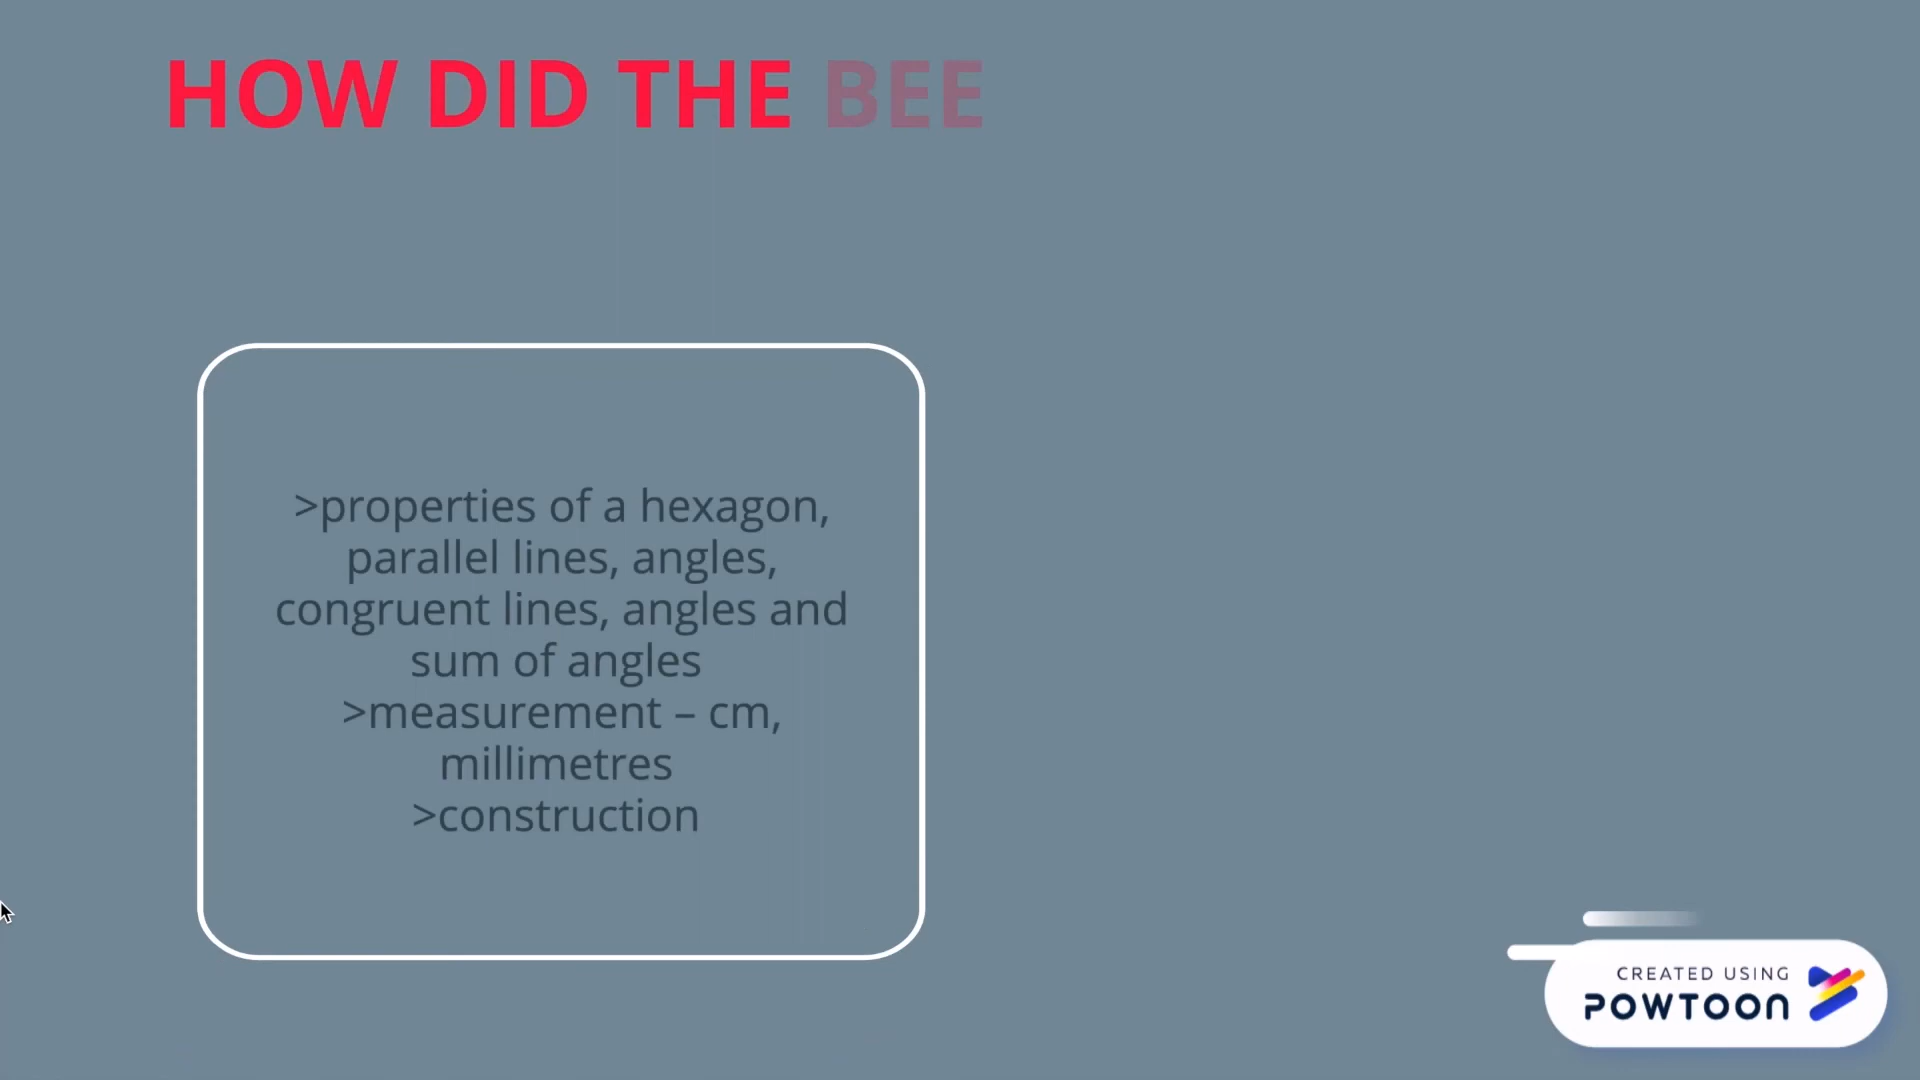 HOW DID THE BEE
>properties of a hexagon,
parallel lines, angles,
congruent lines, angles and
sum of angles
>measurement – cm,
millimetres
>construction
CREATED USING
POWTOON